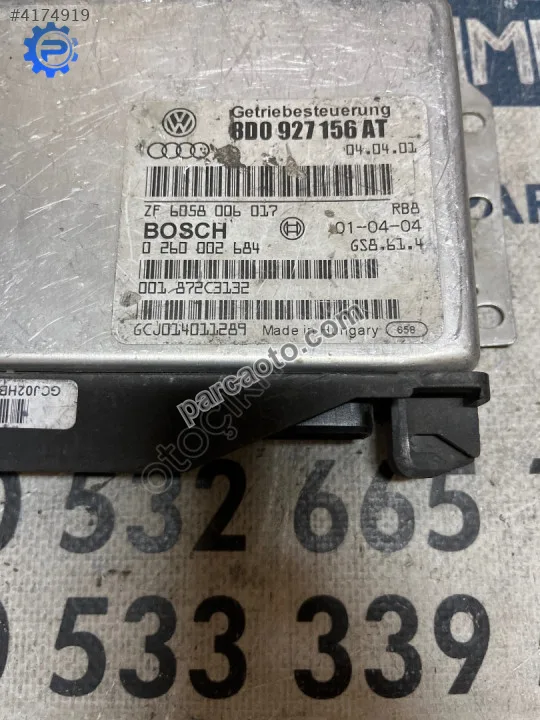 #4174919
Getriebesteuerung
8D0 927 156 AT
04.04.01
ZF 6058 006 017 RB8
BOSCH 01-04-04
0 260 002 684 GS8.61.4
001 872C3132
GCJ014011289 Made in Hungary 658
GCJ02HB
parcaoto.com
otoçıkma
532 665
533 339